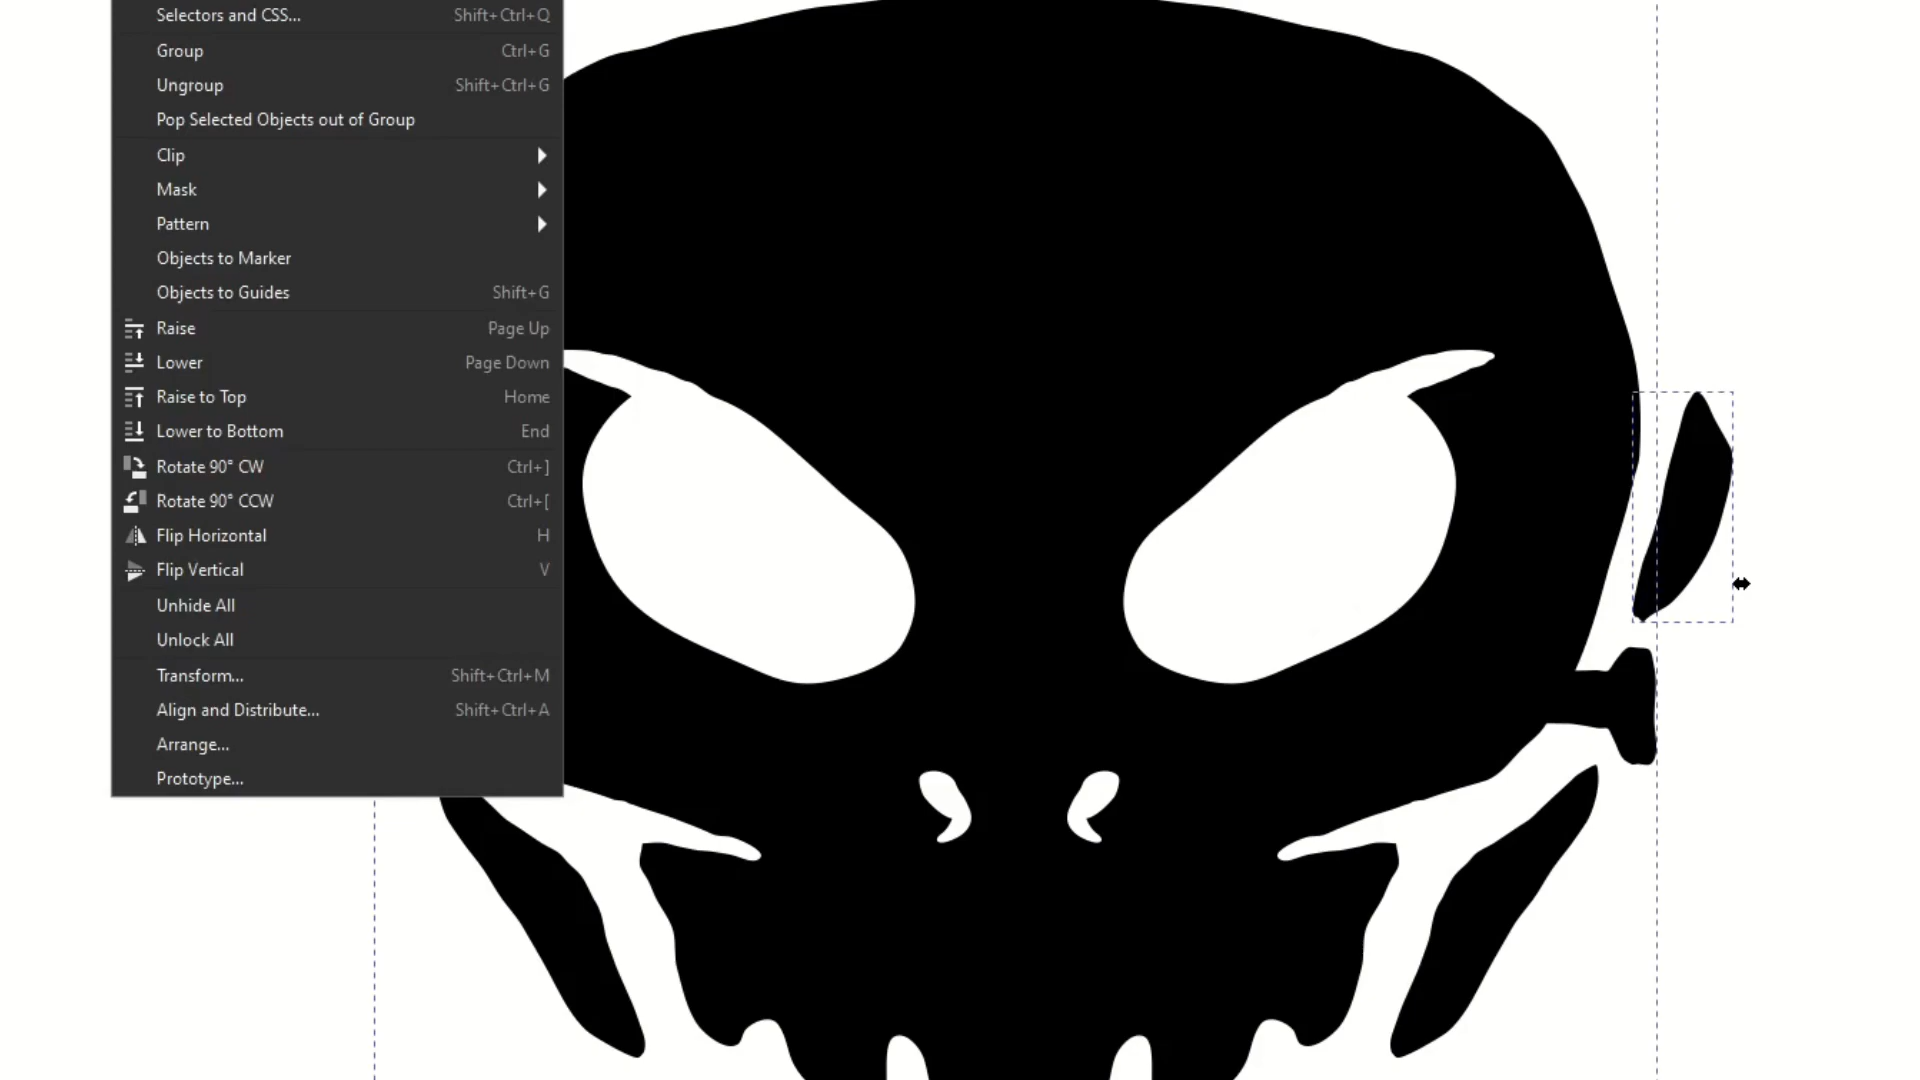 Selectors and CSS... Shift+Ctrl+Q
Group Ctrl+G
Ungroup Shift+Ctrl+G
Pop Selected Objects out of Group
Clip
Mask
Pattern
Objects to Marker
Objects to Guides Shift+G
Raise Page Up
Lower Page Down
Raise to Top Home
Lower to Bottom End
Rotate 90° CW Ctrl+]
Rotate 90° CCW Ctrl+[
Flip Horizontal H
Flip Vertical V
Unhide All
Unlock All
Transform... Shift+Ctrl+M
Align and Distribute... Shift+Ctrl+A
Arrange...
Prototype...